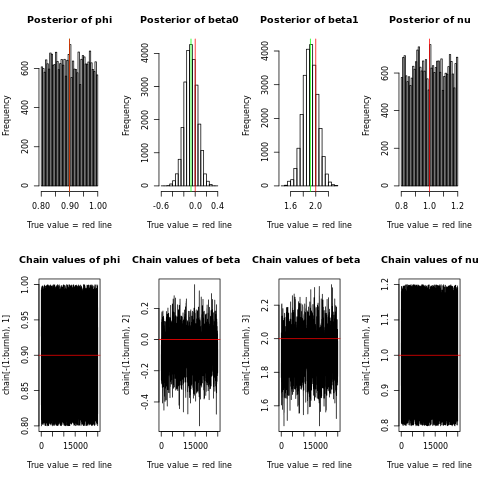 Posterior of phi
Posterior of beta0
Posterior of beta1
Posterior of nu
Frequency
0 200 400 600
0.80 0.90 1.00
True value = red line
Frequency
0 1000 2000 3000 4000
-0.6 0.0 0.4
True value = red line
Frequency
0 1000 2000 3000 4000
1.6 2.0
True value = red line
Frequency
0 200 400 600
0.8 1.0 1.2
True value = red line
Chain values of phi
Chain values of beta
Chain values of beta
Chain values of nu
chain[-(1:burnIn), 1]
0.80 0.85 0.90 0.95 1.00
0 15000
True value = red line
chain[-(1:burnIn), 2]
-0.4 -0.2 0.0 0.2
0 15000
True value = red line
chain[-(1:burnIn), 3]
1.6 1.8 2.0 2.2
0 15000
True value = red line
chain[-(1:burnIn), 4]
0.8 0.9 1.0 1.1 1.2
0 15000
True value = red line